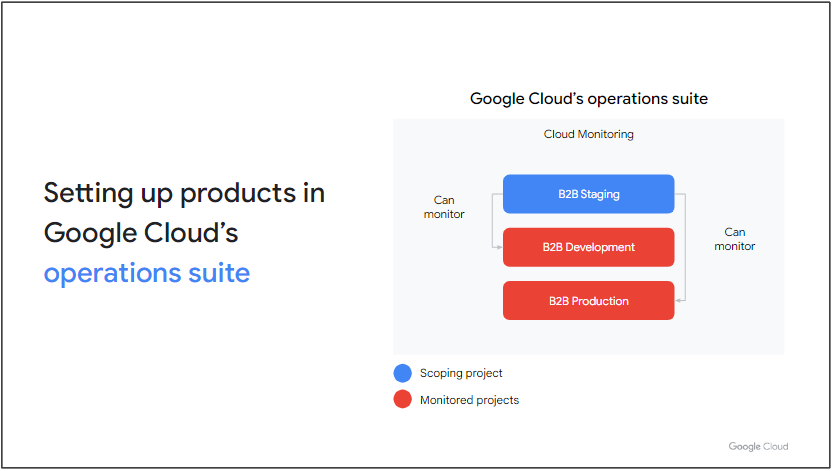 Setting up products in
Google Cloud's
operations suite
Google Cloud's operations suite
Cloud Monitoring
B2B Staging
Can
monitor
B2B Development
Can
monitor
B2B Production
Scoping project
Monitored projects
Google Cloud